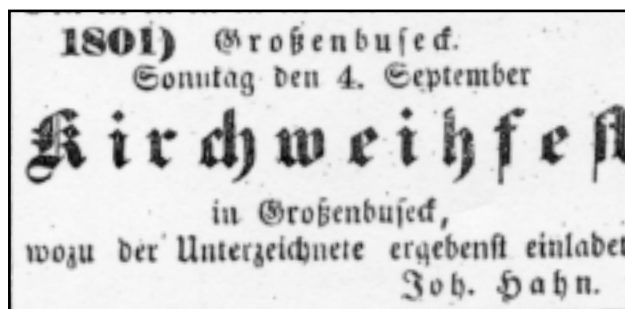 1801) Großenbuseck.
Sonntag den 4. September
Kirchweihfest
in Großenbuseck,
wozu der Unterzeichnete ergebenst einladet
Joh. Hahn.